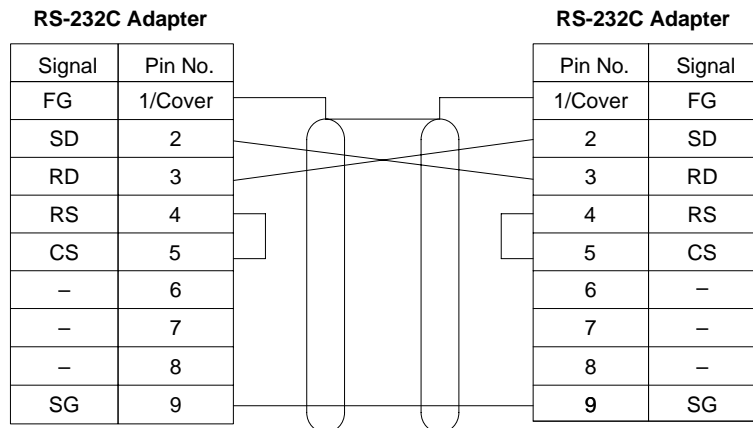 RS-232C Adapter RS-232C Adapter
Signal Pin No. Pin No. Signal
FG 1/Cover 1/Cover FG
SD 2 2 SD
RD 3 3 RD
RS 4 4 RS
CS 5 5 CS
– 6 6 –
– 7 7 –
– 8 8 –
SG 9 9 SG